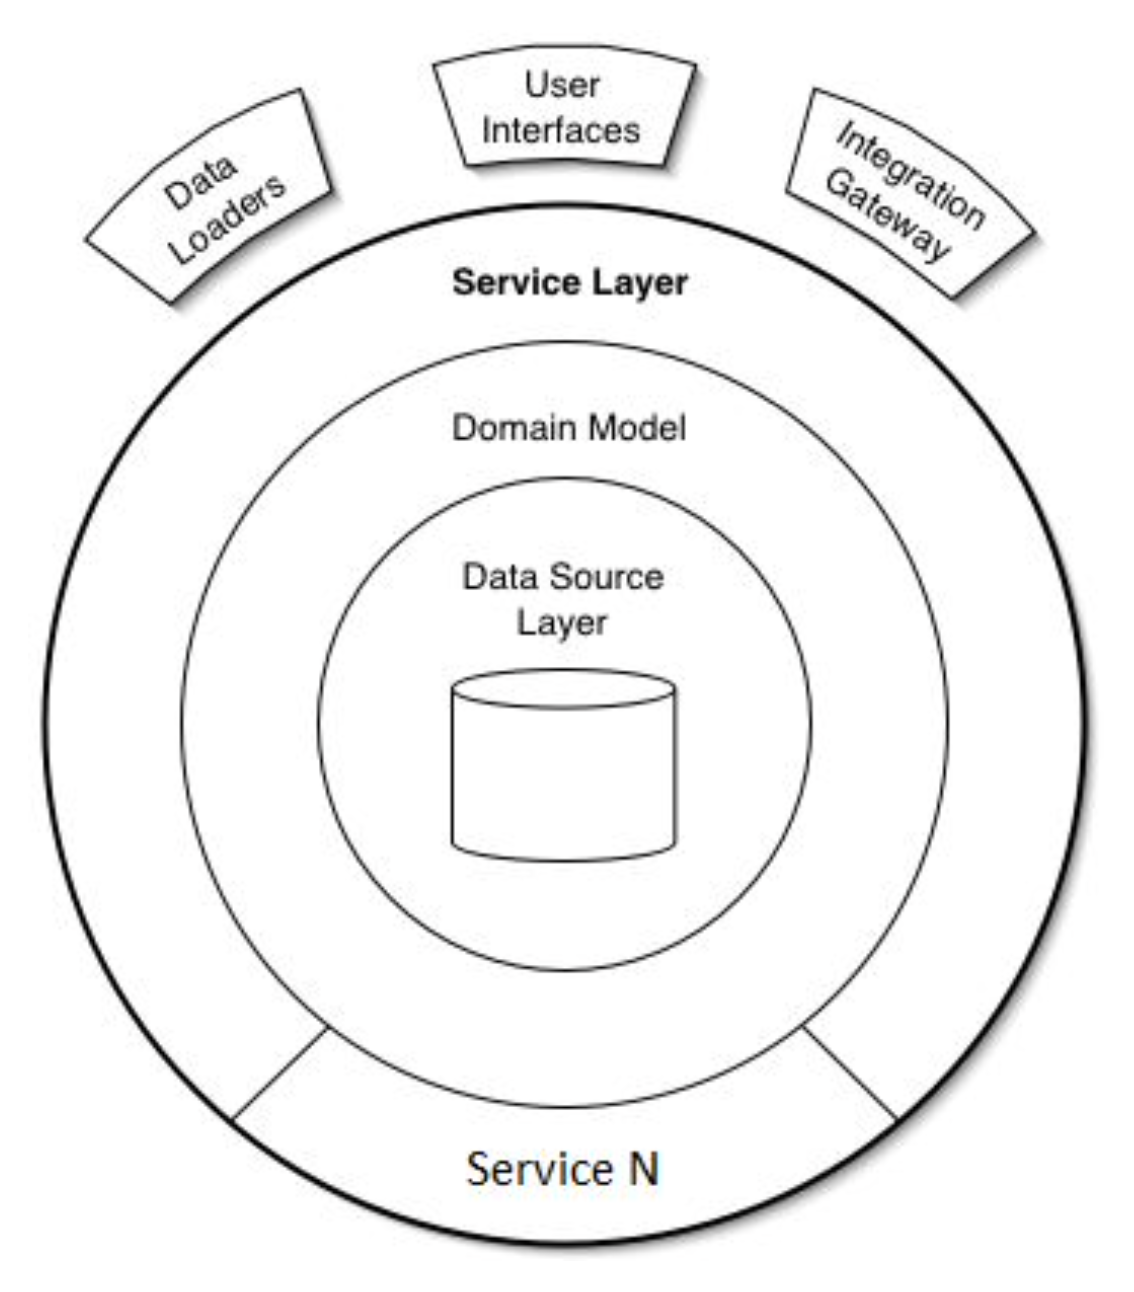 Data
Loaders
User
Interfaces
Integration
Gateway
Service Layer
Domain Model
Data Source
Layer
Service N